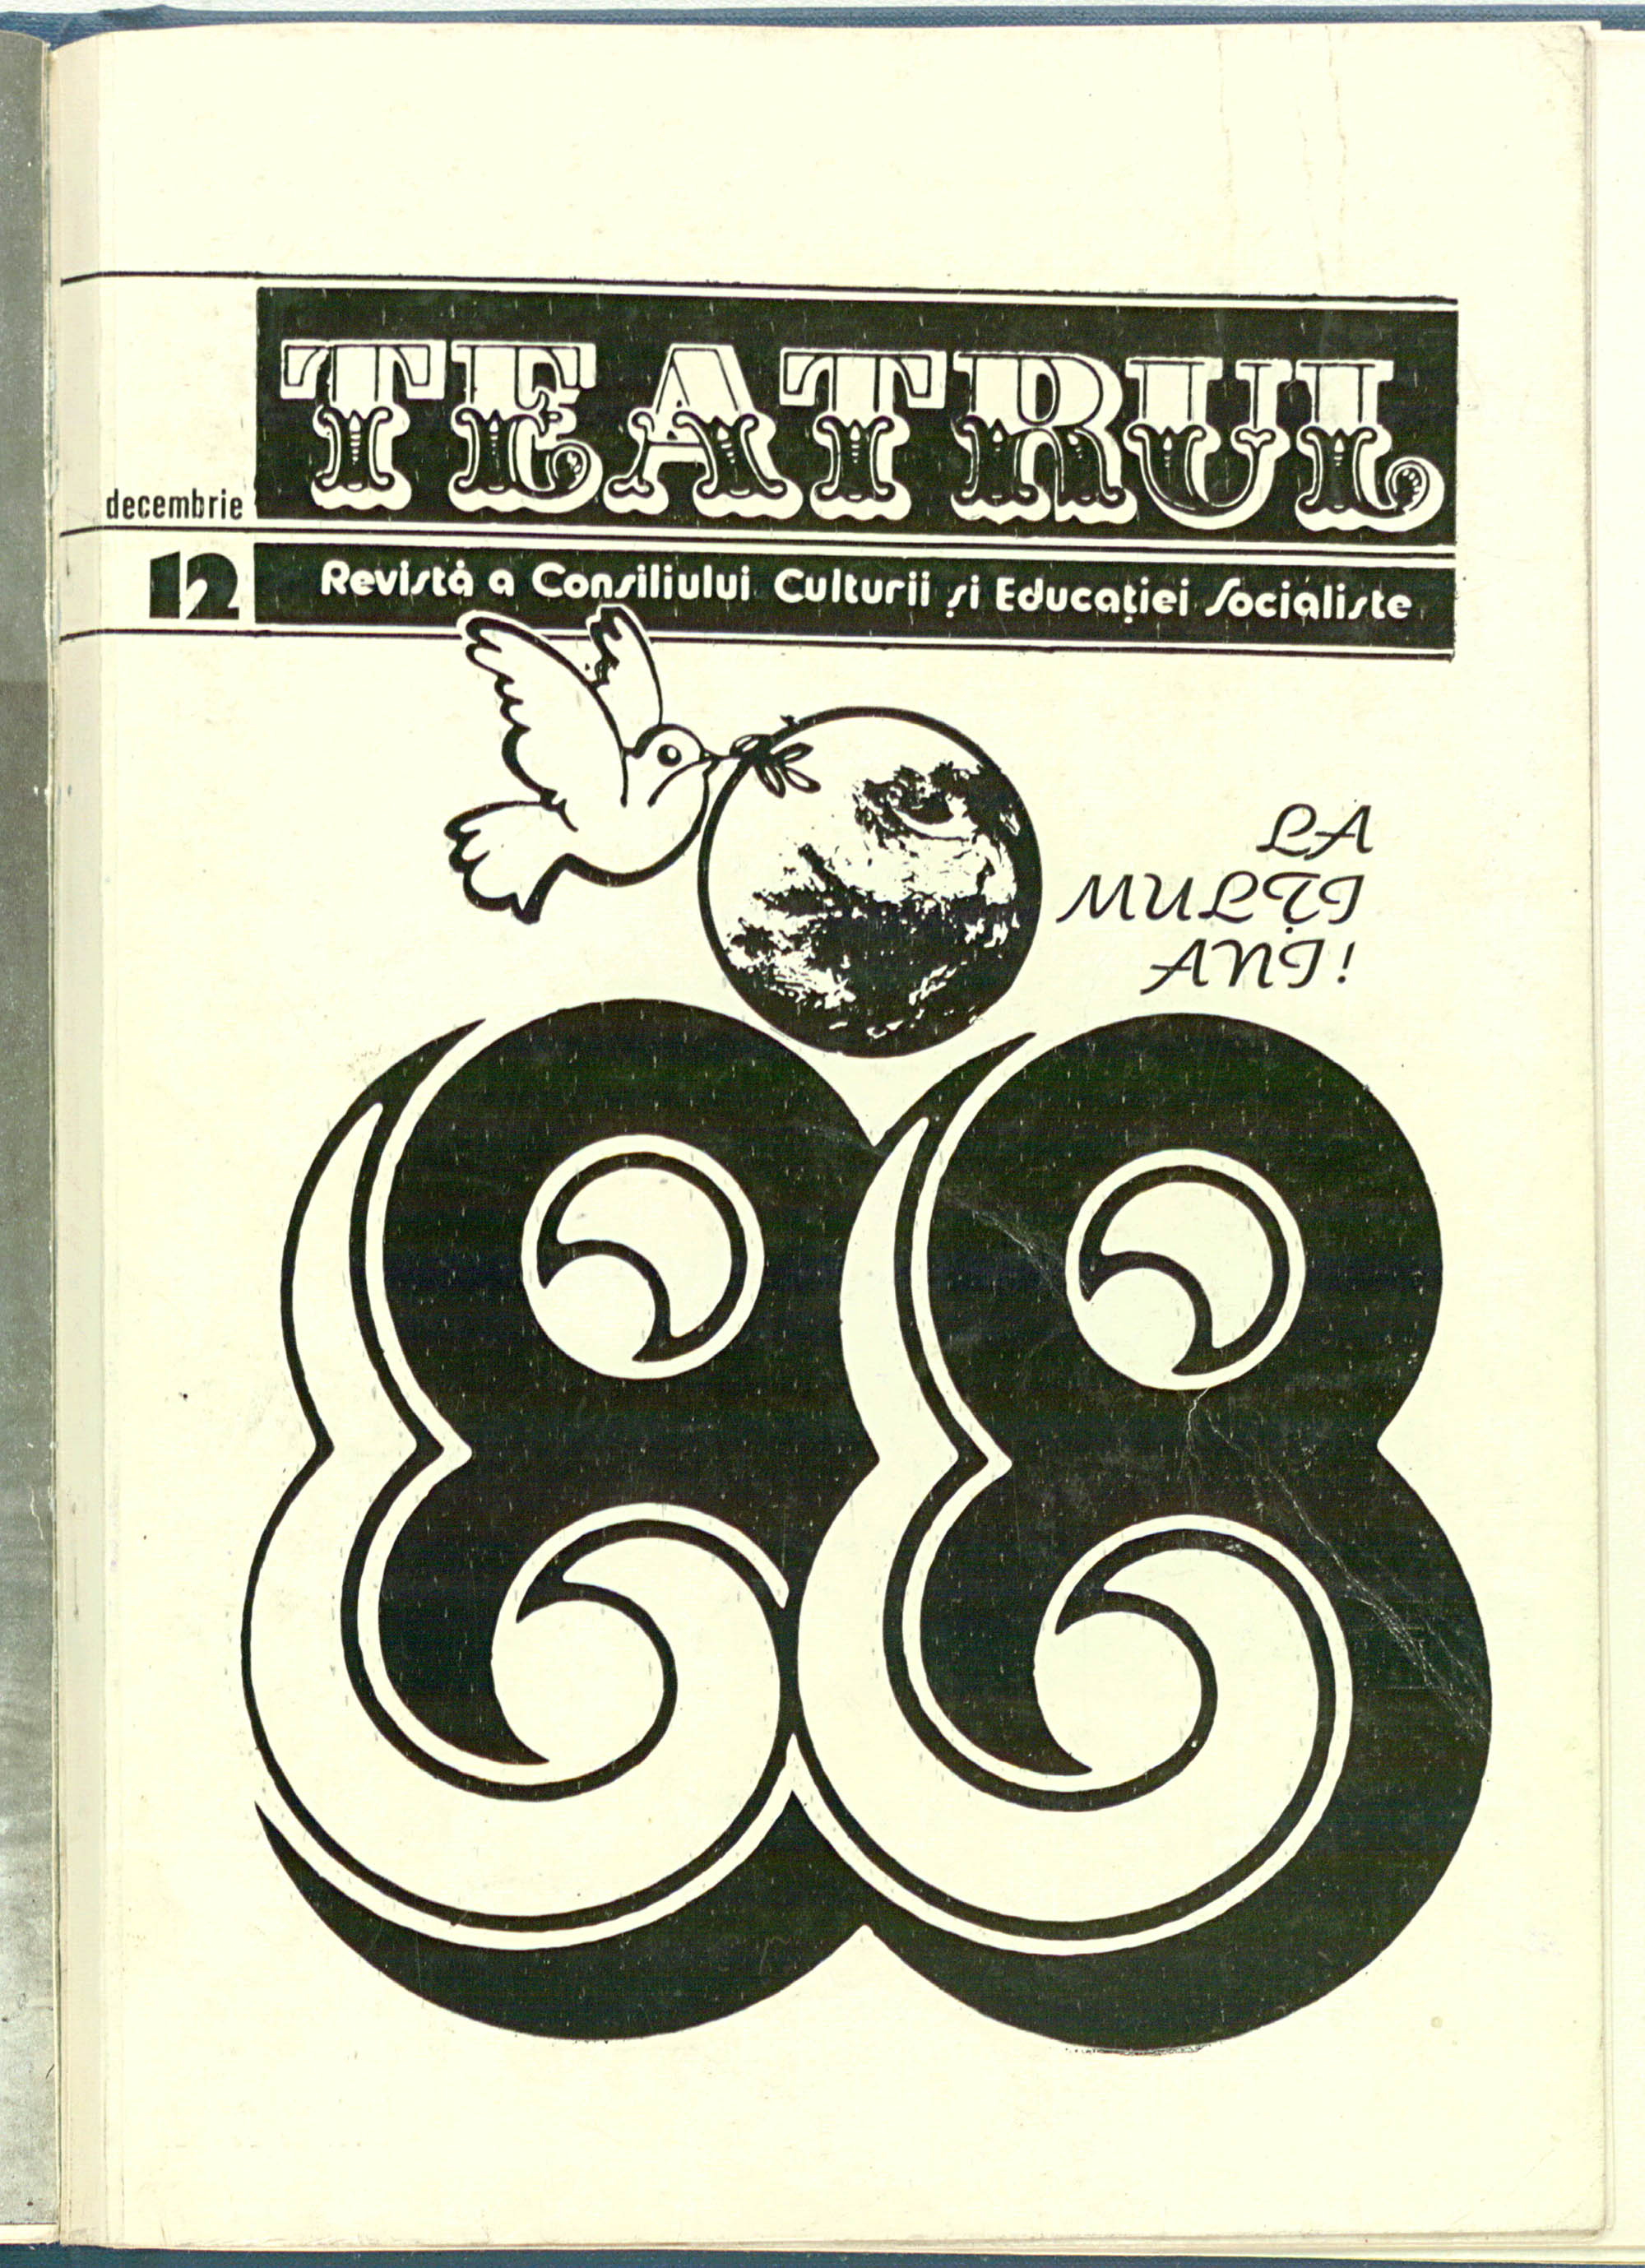 TEATRUL
decembrie
12
Revistă a Consiliului Culturii și Educației Socialiste
LA
MULȚI
ANI!
88